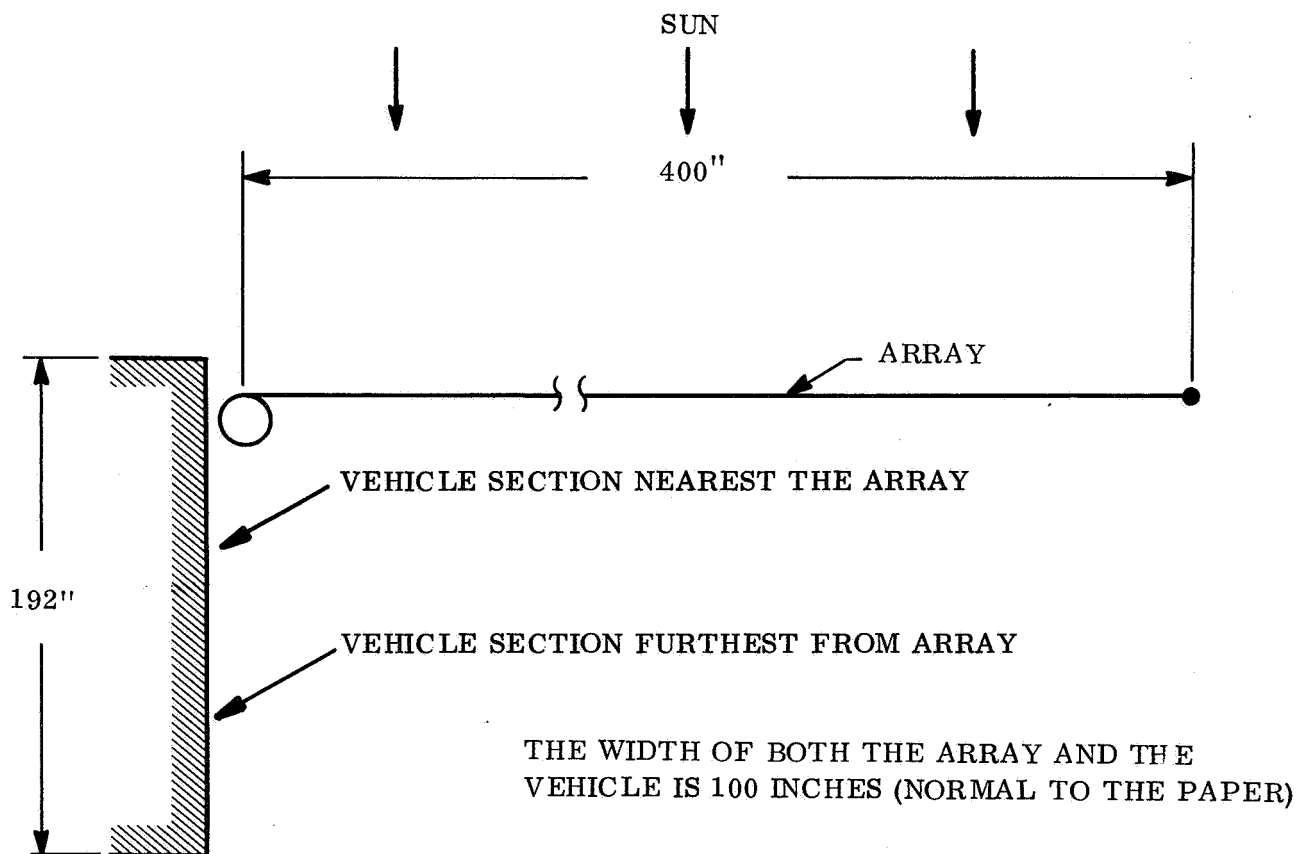 SUN
400"
ARRAY
VEHICLE SECTION NEAREST THE ARRAY
192"
VEHICLE SECTION FURTHEST FROM ARRAY
THE WIDTH OF BOTH THE ARRAY AND THE
VEHICLE IS 100 INCHES (NORMAL TO THE PAPER)